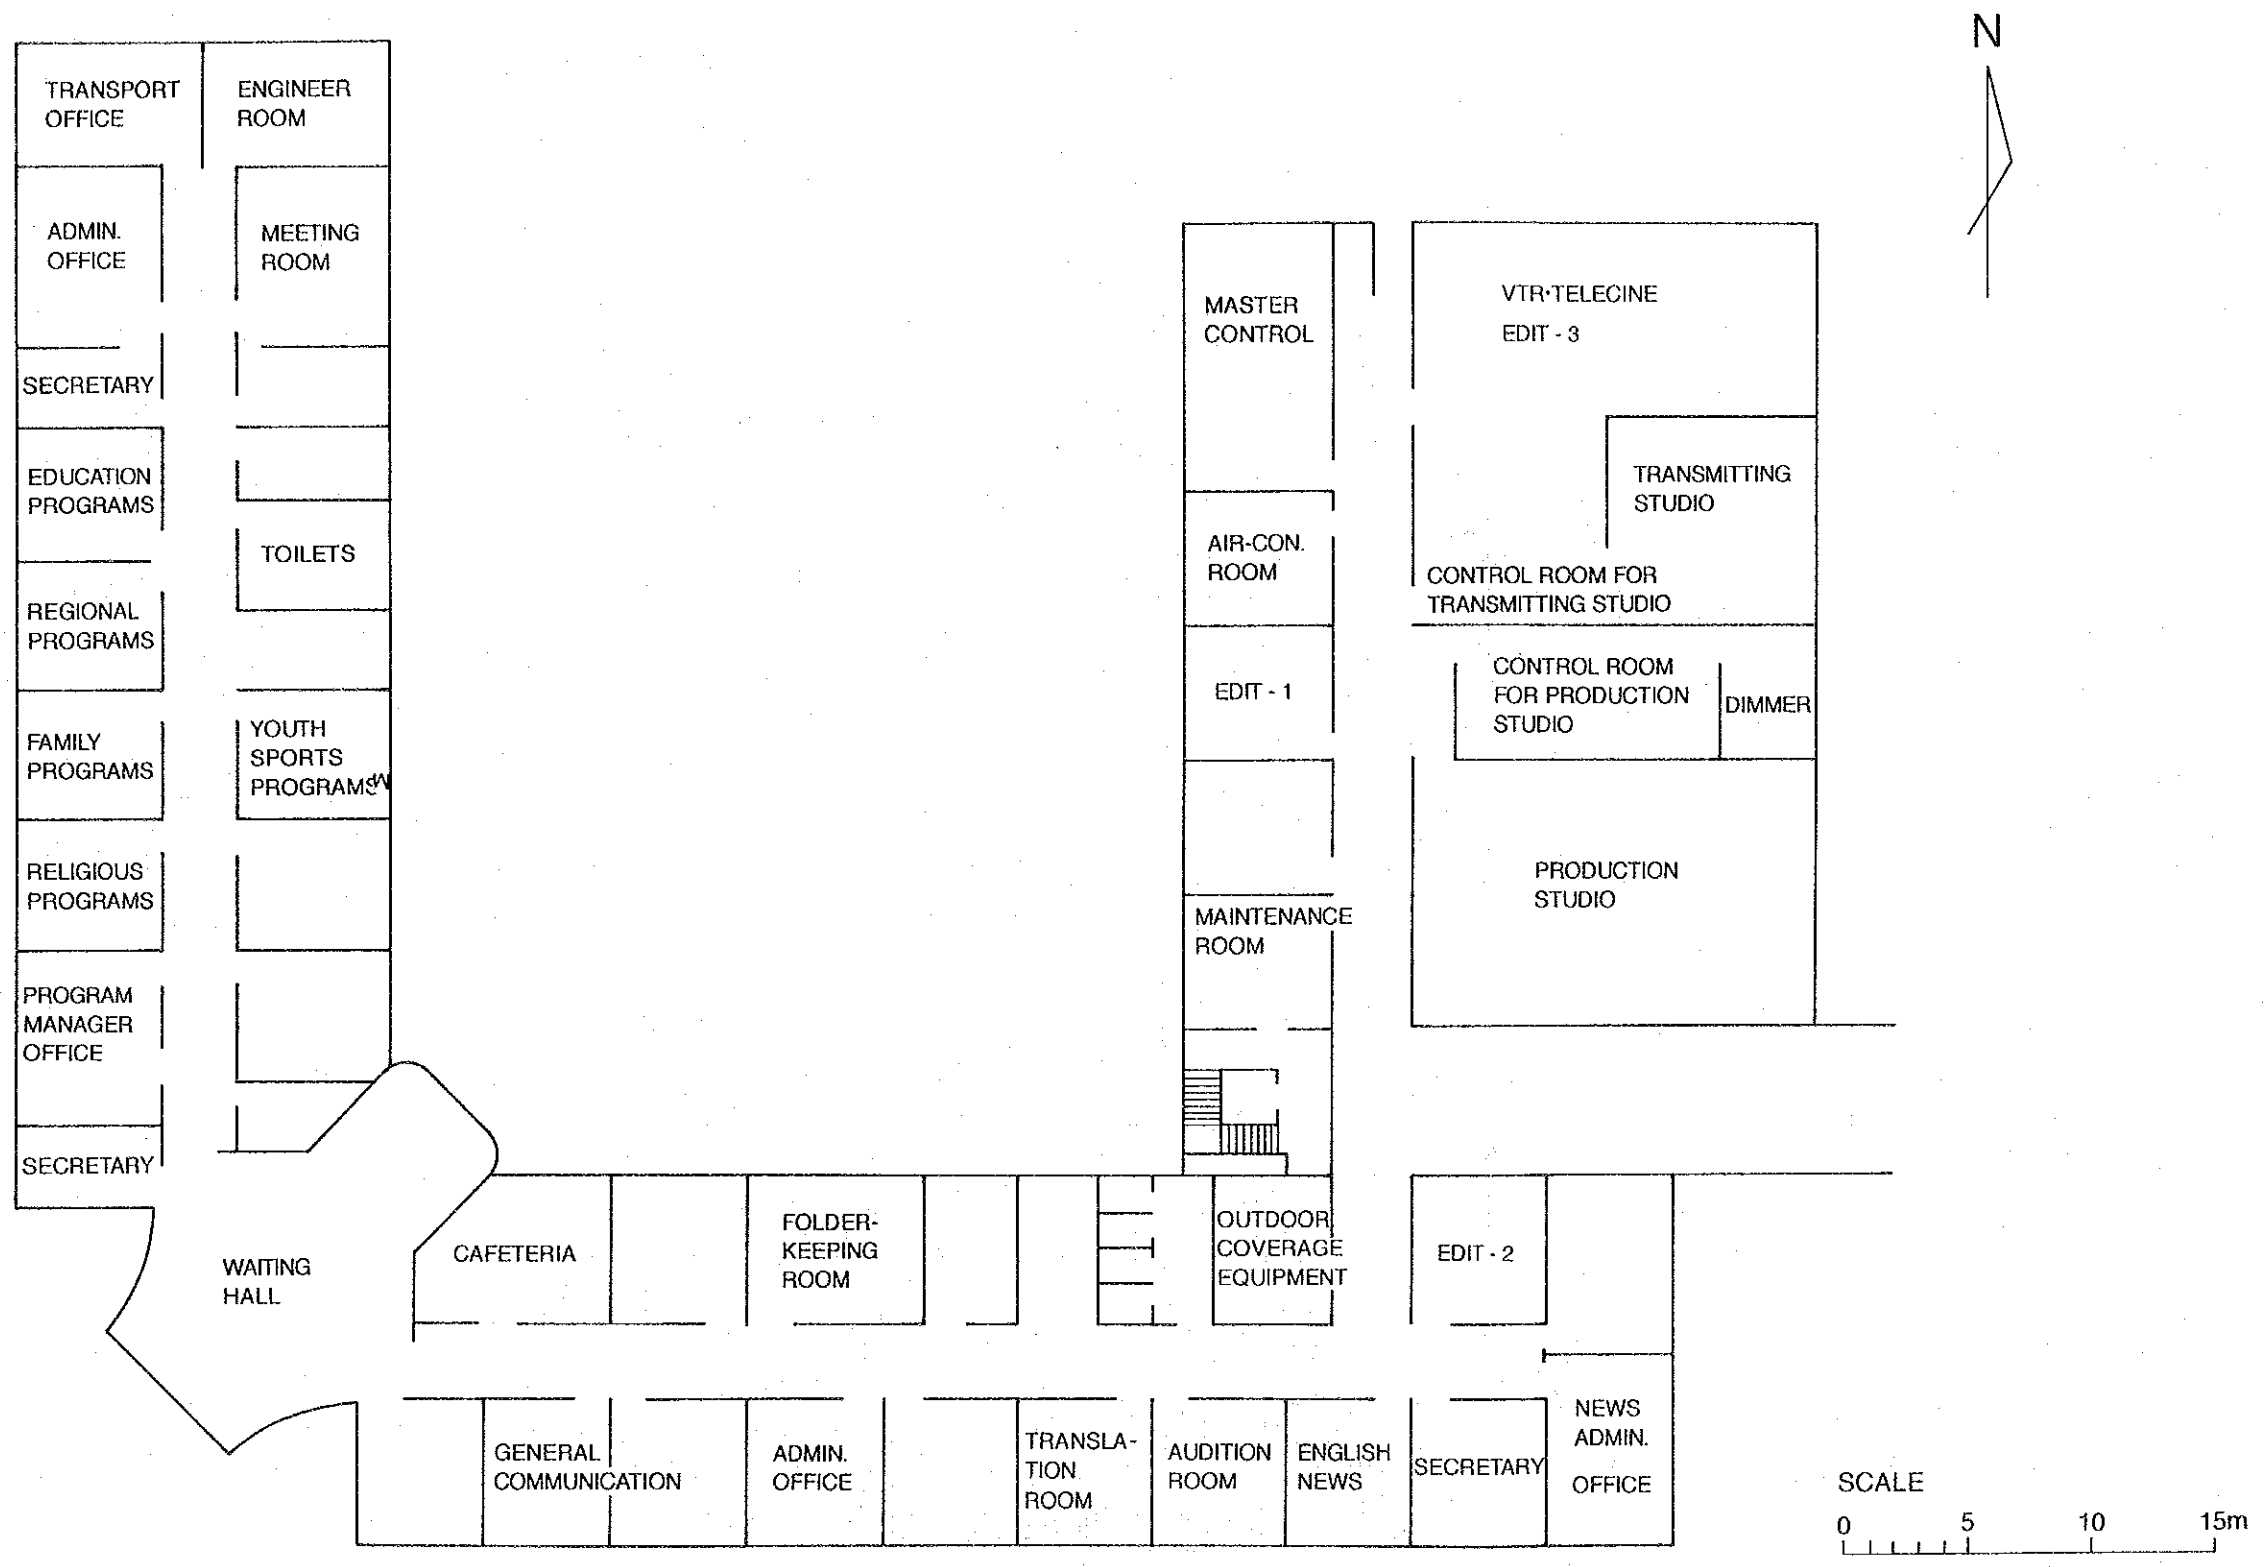 N
TRANSPORT
OFFICE
ENGINEER
ROOM
ADMIN.
OFFICE
MEETING
ROOM
SECRETARY
EDUCATION
PROGRAMS
TOILETS
REGIONAL
PROGRAMS
FAMILY
PROGRAMS
YOUTH
SPORTS
PROGRAMS
RELIGIOUS
PROGRAMS
PROGRAM
MANAGER
OFFICE
SECRETARY
WAITING
HALL
CAFETERIA
FOLDER-
KEEPING
ROOM
OUTDOOR
COVERAGE
EQUIPMENT
EDIT - 2
GENERAL
COMMUNICATION
ADMIN.
OFFICE
TRANSLA-
TION
ROOM
AUDITION
ROOM
ENGLISH
NEWS
SECRETARY
NEWS
ADMIN.
OFFICE
MASTER
CONTROL
VTR·TELECINE
EDIT - 3
TRANSMITTING
STUDIO
AIR-CON.
ROOM
CONTROL ROOM FOR
TRANSMITTING STUDIO
EDIT - 1
CONTROL ROOM
FOR PRODUCTION
STUDIO
DIMMER
PRODUCTION
STUDIO
MAINTENANCE
ROOM
SCALE
0 5 10 15m